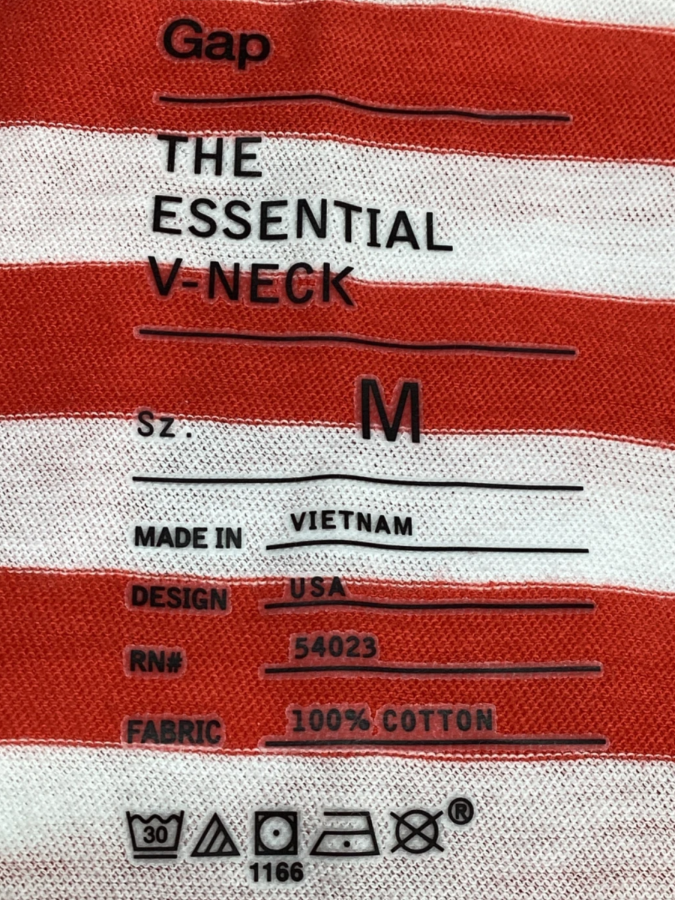 Gap
THE
ESSENTIAL
V-NECK
Sz. M
MADE IN VIETNAM
DESIGN USA
RN# 54023
FABRIC 100% COTTON
30 ®
1166